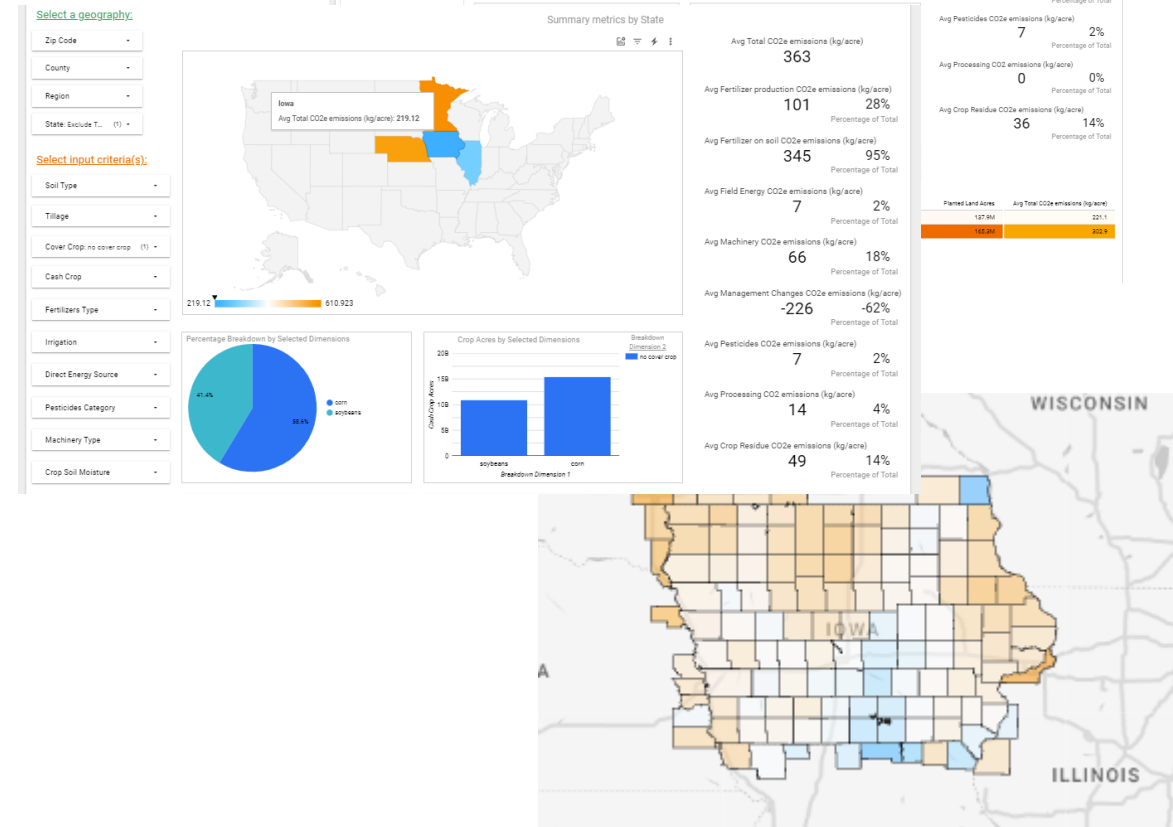 Select a geography:
Zip Code
County
Region
State: Exclude T... (1)
Select input criteria(s):
Soil Type
Tillage
Cover Crop: no cover crop (1)
Cash Crop
Fertilizers Type
Irrigation
Direct Energy Source
Pesticides Category
Machinery Type
Crop Soil Moisture
Summary metrics by State
Iowa
Avg Total CO2e emissions (kg/acre): 219.12
219.12
610.923
Percentage Breakdown by Selected Dimensions
41.4%
58.6%
corn
soybeans
Crop Acres by Selected Dimensions
Breakdown
Dimension 2
no cover crop
20B
15B
10B
5B
0
Cash Crop Acres
soybeans
corn
Breakdown Dimension 1
Avg Total CO2e emissions (kg/acre)
363
Avg Fertilizer production CO2e emissions (kg/acre)
101 28%
Percentage of Total
Avg Fertilizer on soil CO2e emissions (kg/acre)
345 95%
Percentage of Total
Avg Field Energy CO2e emissions (kg/acre)
7 2%
Percentage of Total
Avg Machinery CO2e emissions (kg/acre)
66 18%
Percentage of Total
Avg Management Changes CO2e emissions (kg/acre)
-226 -62%
Percentage of Total
Avg Pesticides CO2e emissions (kg/acre)
7 2%
Percentage of Total
Avg Processing CO2 emissions (kg/acre)
14 4%
Percentage of Total
Avg Crop Residue CO2e emissions (kg/acre)
49 14%
Percentage of Total
Percentage of Total
Avg Pesticides CO2e emissions (kg/acre)
7 2%
Percentage of Total
Avg Processing CO2 emissions (kg/acre)
0 0%
Percentage of Total
Avg Crop Residue CO2e emissions (kg/acre)
36 14%
Percentage of Total
Planted Land Acres Avg Total CO2e emissions (kg/acre)
137.9M 221.1
165.3M 302.9
WISCONSIN
IOWA
A
ILLINOIS